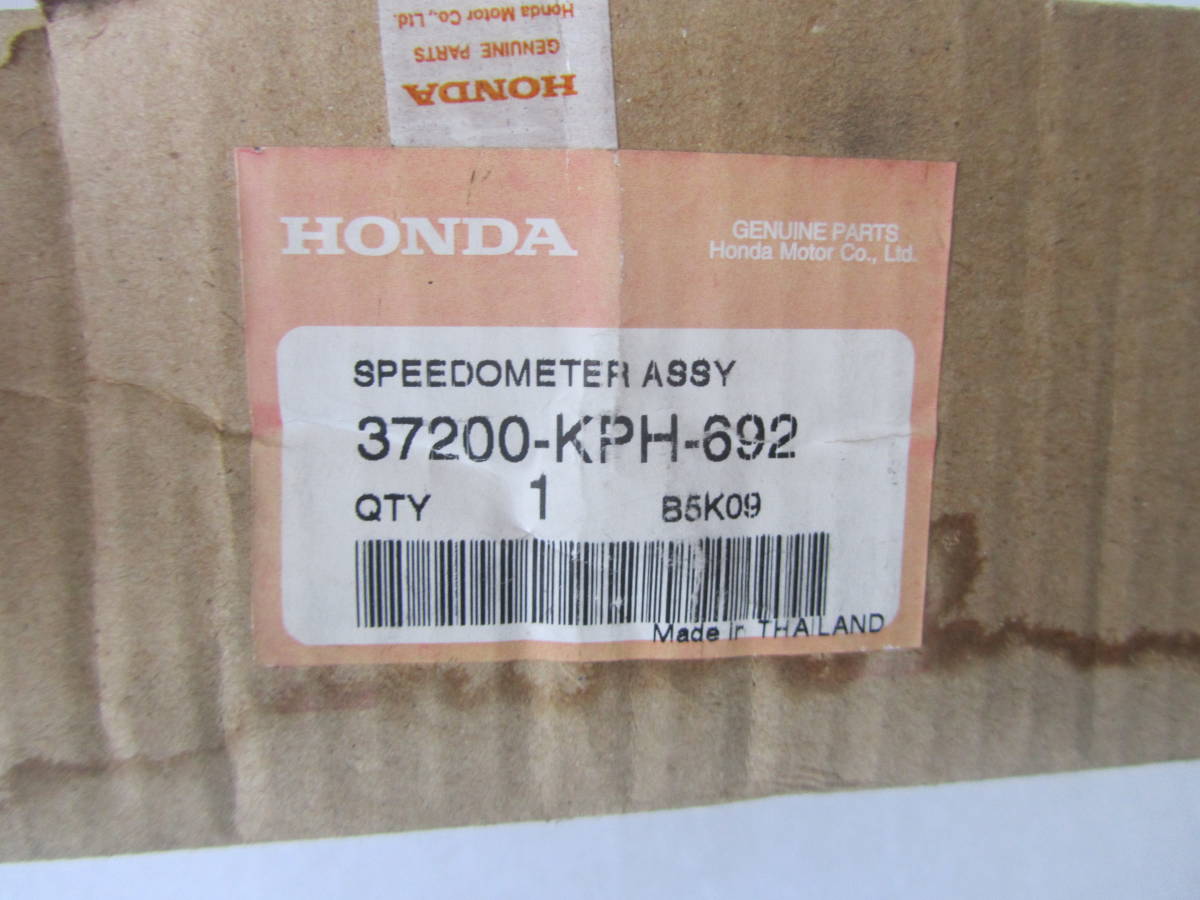 Honda Motor Co., Ltd.
GENUINE PARTS
HONDA
HONDA
GENUINE PARTS
Honda Motor Co., Ltd.
SPEEDOMETER ASSY
37200-KPH-692
QTY 1 B5K09
Made in THAILAND